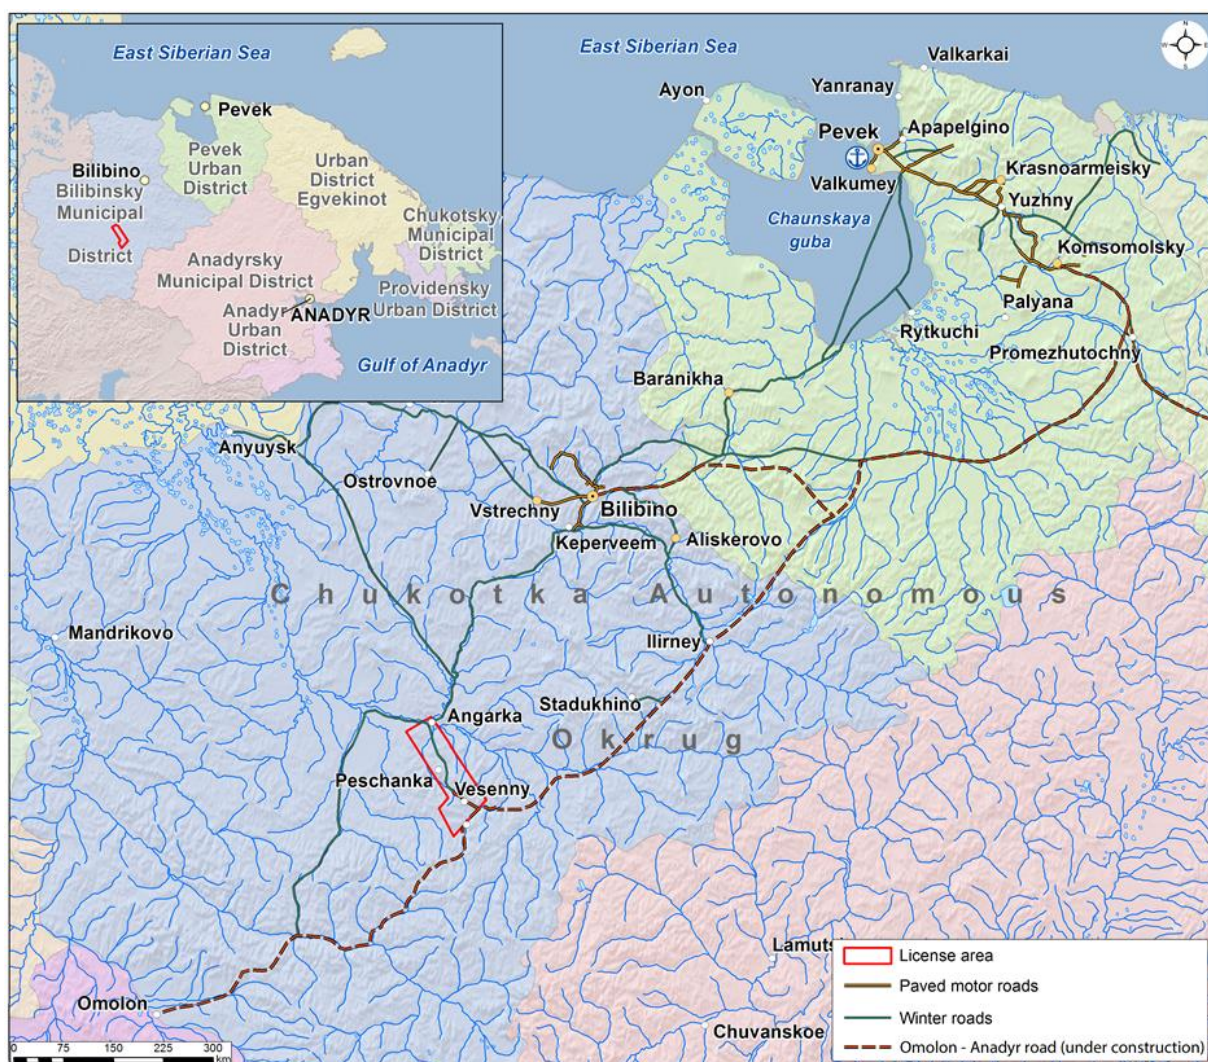 East Siberian Sea
Pevek
Pevek
Urban
District
Bilibino
Bilibinsky
Municipal
District
Urban
District
Egvekinot
Chukotsky
Municipal
District
Anadyrsky
Municipal District
Providensky
Urban District
Anadyr
Urban
District
ANADYR
Gulf of Anadyr
East Siberian Sea
N
W
E
S
Valkarkai
Ayon
Yanranay
Pevek
Apapelgino
Valkumey
Krasnoarmeisky
Yuzhny
Chaunskaya
guba
Komsomolsky
Palyana
Rytkuchi
Promezhutochny
Baranikha
Anyuysk
Ostrovnoe
Vstrechny
Bilibino
Keperveem
Aliskerovo
Chukotka Autonomous
Mandrikovo
Ilirney
Stadukhino
Angarka
Okrug
Peschanka
Vesenny
Omolon
Chuvanskoe
License area
Paved motor roads
Winter roads
Omolon - Anadyr road (under construction)
0 75 150 225 300
km